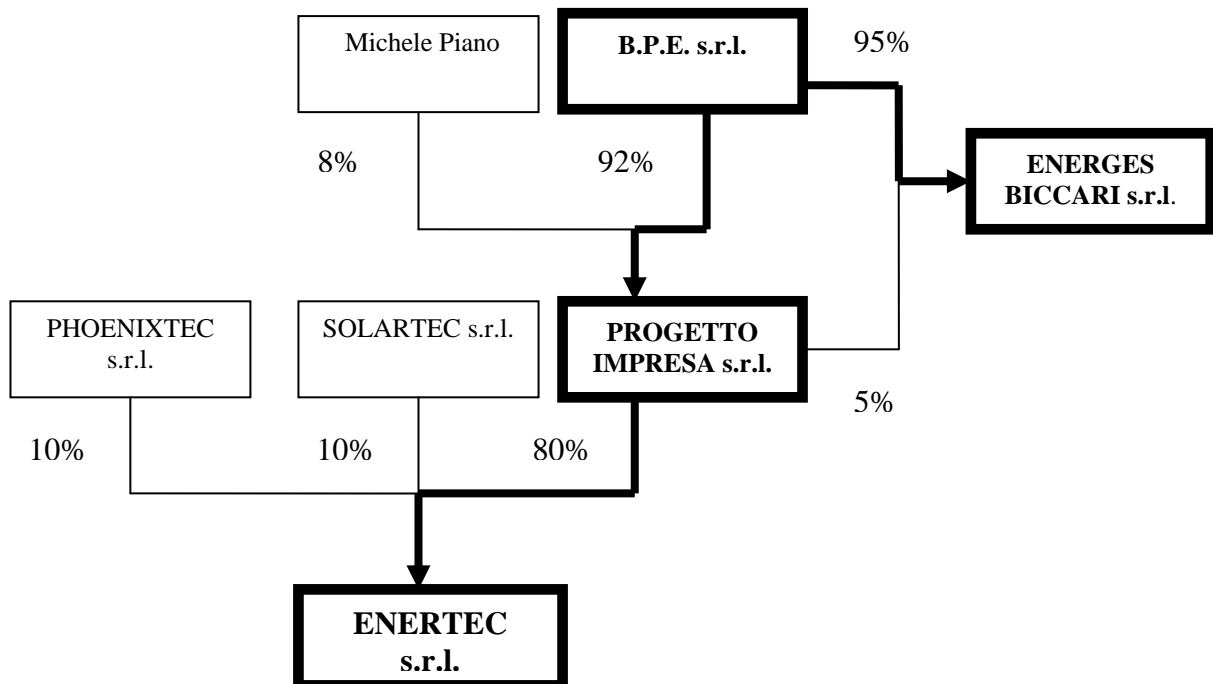 Michele Piano
B.P.E. s.r.l.
95%
8%
92%
ENERGES
BICCARI s.r.l.
PHOENIXTEC
s.r.l.
SOLARTEC s.r.l.
PROGETTO
IMPRESA s.r.l.
5%
10%
10%
80%
ENERTEC
s.r.l.